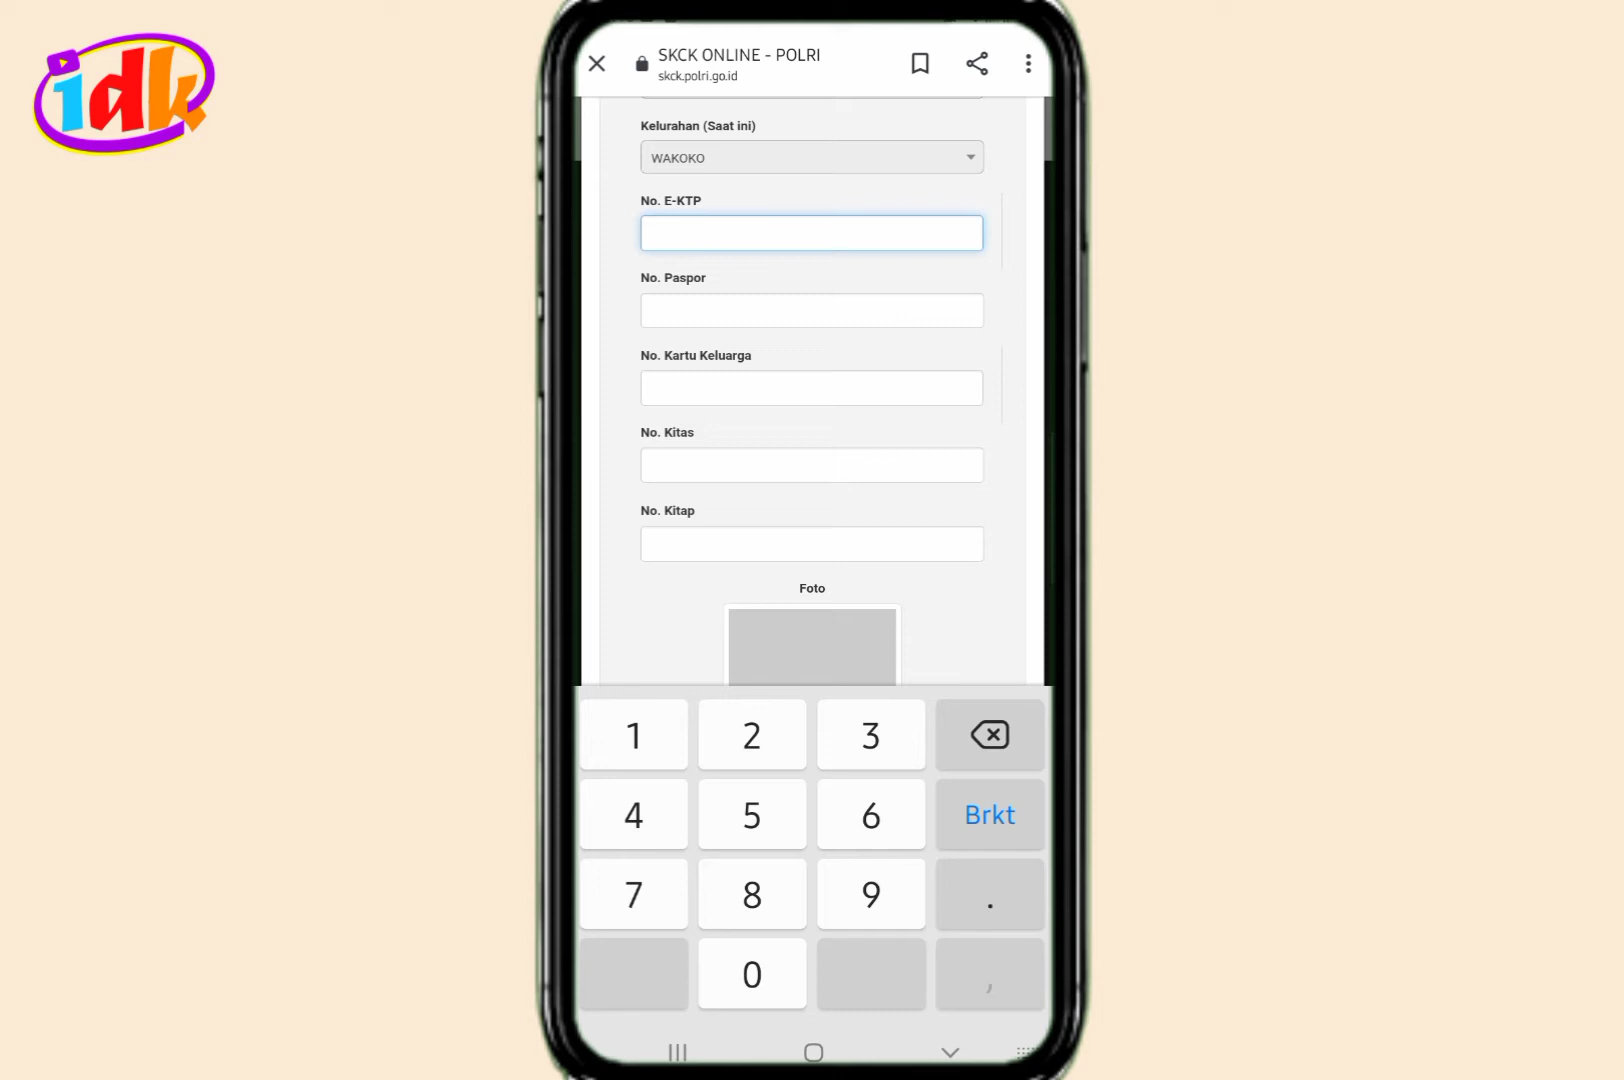 idk
SKCK ONLINE - POLRI
skck.polri.go.id
Kelurahan (Saat ini)
WAKOKO
No. E-KTP
No. Paspor
No. Kartu Keluarga
No. Kitas
No. Kitap
Foto
1 2 3
4 5 6 Brkt
7 8 9 .
0 ,